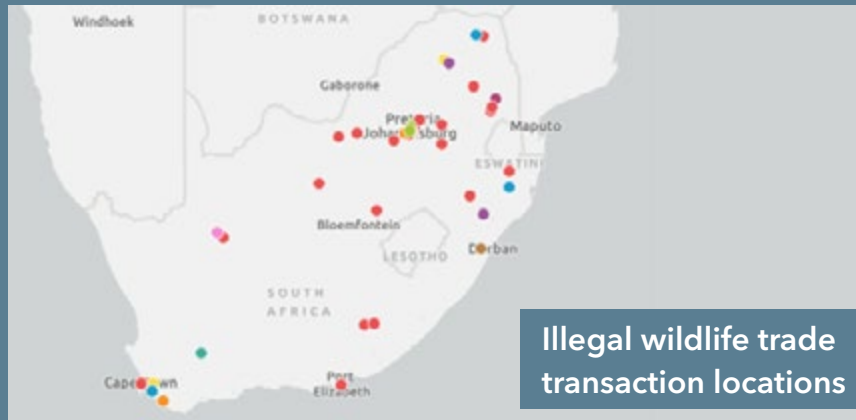 BOTSWANA
Windhoek
Gaborone
Pretoria
Johannesburg
Maputo
ESWATINI
Bloemfontein
LESOTHO
Durban
SOUTH
AFRICA
Port
Elizabeth
Cape Town
Illegal wildlife trade
transaction locations